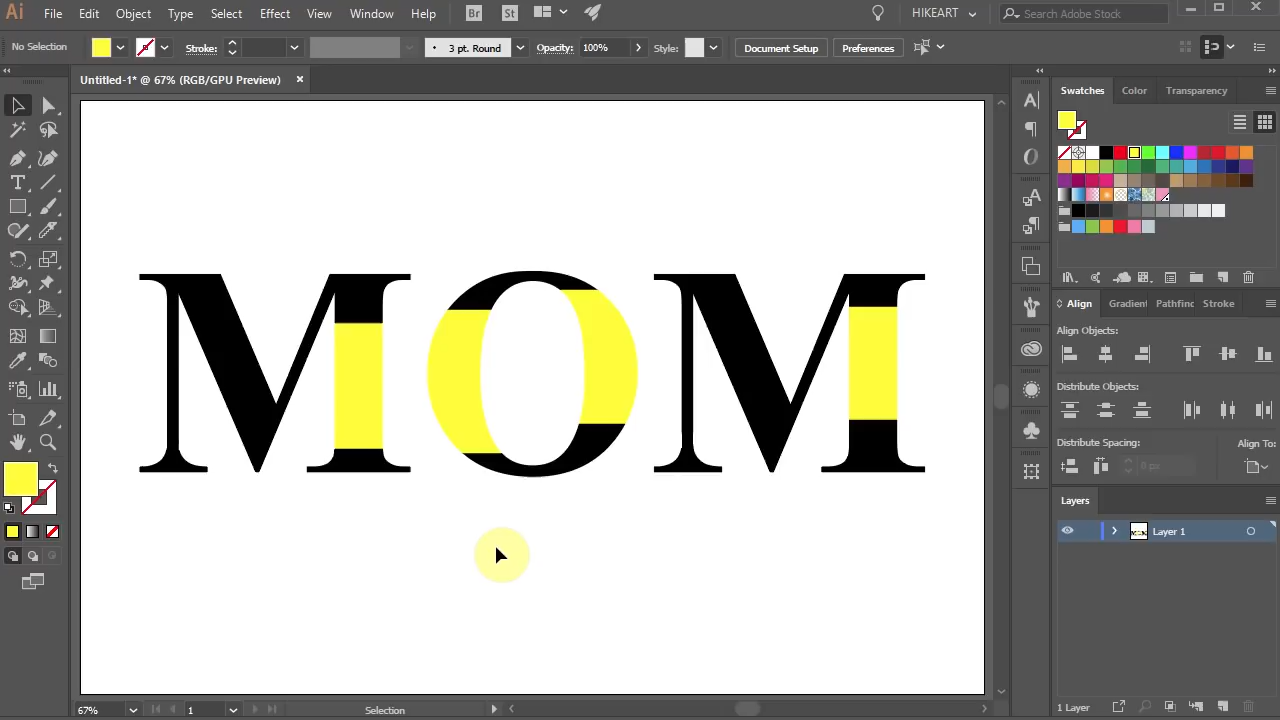 Ai File Edit Object Type Select Effect View Window Help Br St HIKEART Search Adobe Stock
No Selection Stroke: 3 pt. Round Opacity: 100% Style: Document Setup Preferences
Untitled-1* @ 67% (RGB/GPU Preview) ×
Swatches Color Transparency
MOM
Align Gradient Pathfind Stroke
Align Objects:
Distribute Objects:
Distribute Spacing: Align To:
0 px
Layers
Layer 1
67% 1 Selection
1 Layer